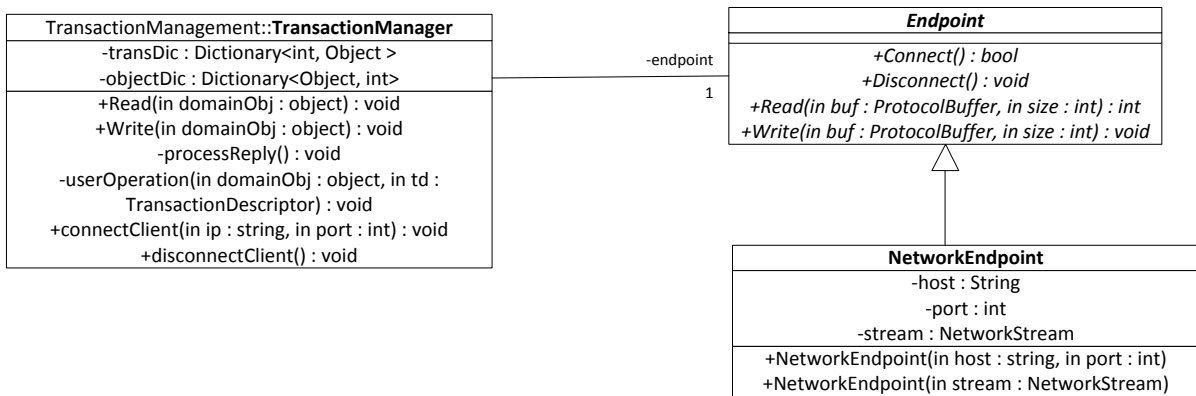 TransactionManagement::TransactionManager
-transDic : Dictionary<int, Object >
-objectDic : Dictionary<Object, int>
+Read(in domainObj : object) : void
+Write(in domainObj : object) : void
-processReply() : void
-userOperation(in domainObj : object, in td :
TransactionDescriptor) : void
+connectClient(in ip : string, in port : int) : void
+disconnectClient() : void
-endpoint
1
Endpoint
+Connect() : bool
+Disconnect() : void
+Read(in buf : ProtocolBuffer, in size : int) : int
+Write(in buf : ProtocolBuffer, in size : int) : void
NetworkEndpoint
-host : String
-port : int
-stream : NetworkStream
+NetworkEndpoint(in host : string, in port : int)
+NetworkEndpoint(in stream : NetworkStream)